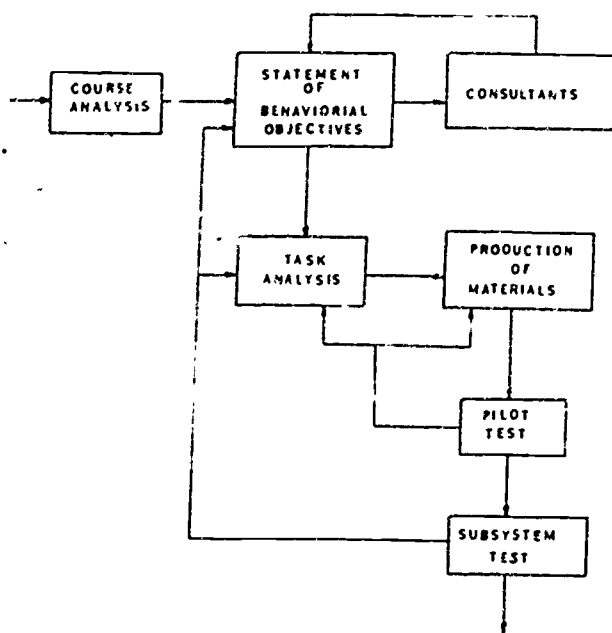 COURSE
ANALYSIS
STATEMENT
OF
BEHAVIORIAL
OBJECTIVES
CONSULTANTS
TASK
ANALYSIS
PRODUCTION
OF
MATERIALS
PILOT
TEST
SUBSYSTEM
TEST